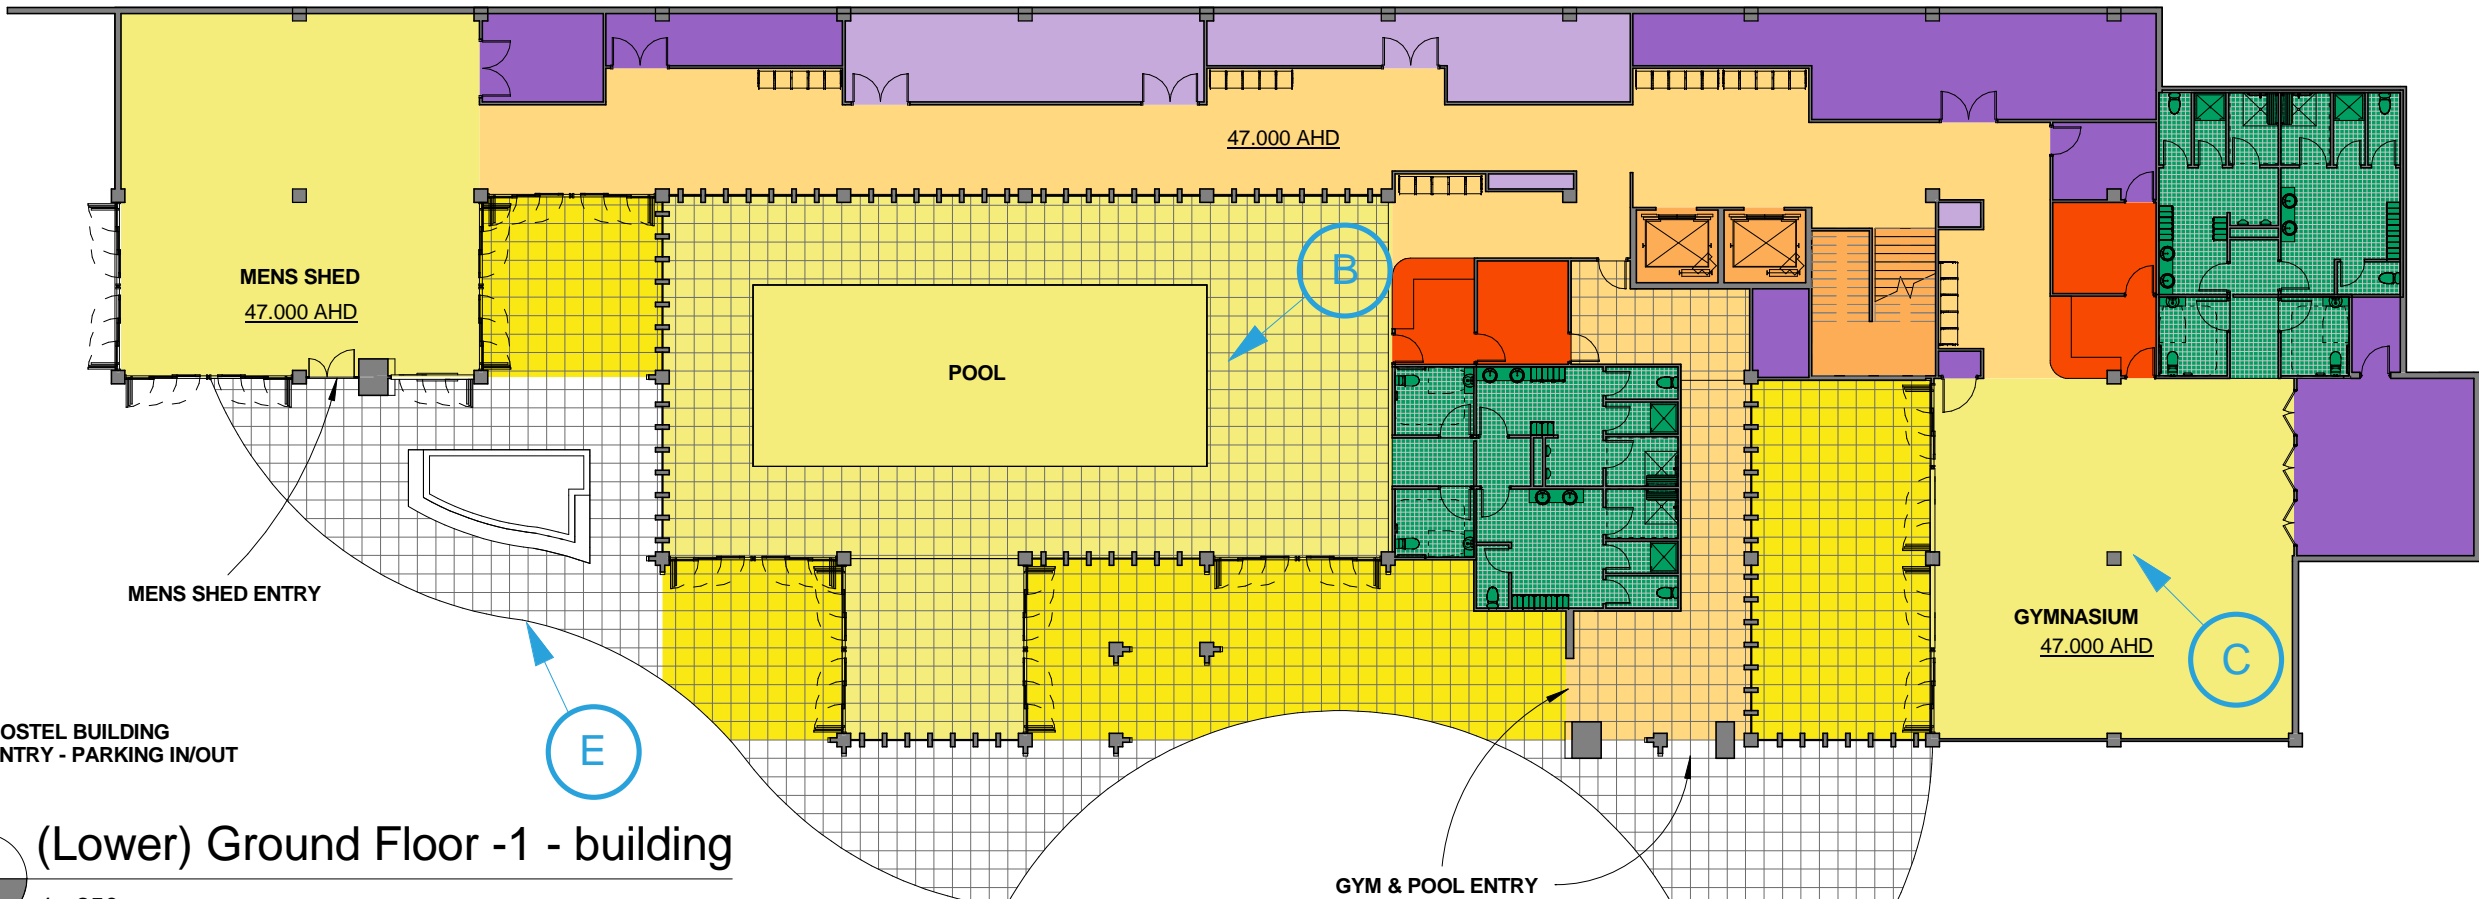 47.000 AHD
MENS SHED
47.000 AHD
B
POOL
MENS SHED ENTRY
GYMNASIUM
47.000 AHD
C
OSTEL BUILDING
NTRY - PARKING IN/OUT
E
(Lower) Ground Floor -1 - building
GYM & POOL ENTRY